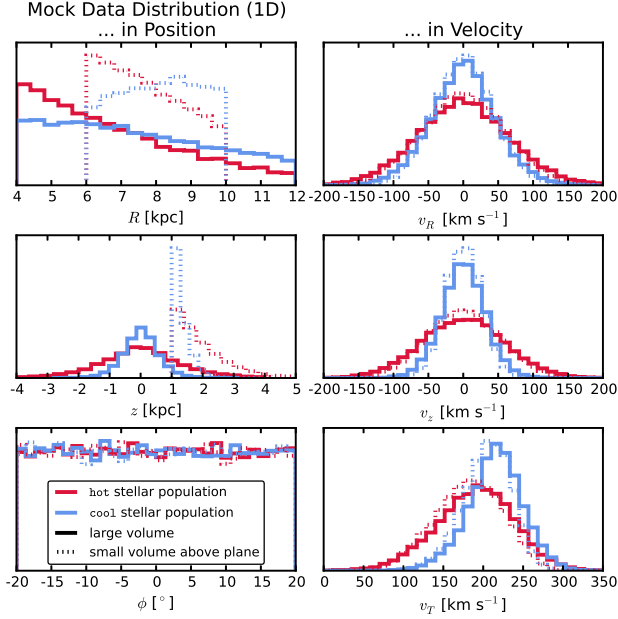 Mock Data Distribution (1D)
... in Position
... in Velocity
4 5 6 7 8 9 10 11 12
R [kpc]
-200 -150 -100 -50 0 50 100 150 200
v_R [km s⁻¹]
-4 -3 -2 -1 0 1 2 3 4 5
z [kpc]
-200 -150 -100 -50 0 50 100 150 200
v_z [km s⁻¹]
hot stellar population
cool stellar population
large volume
small volume above plane
-20 -15 -10 -5 0 5 10 15 20
ϕ [°]
0 50 100 150 200 250 300 350
v_T [km s⁻¹]